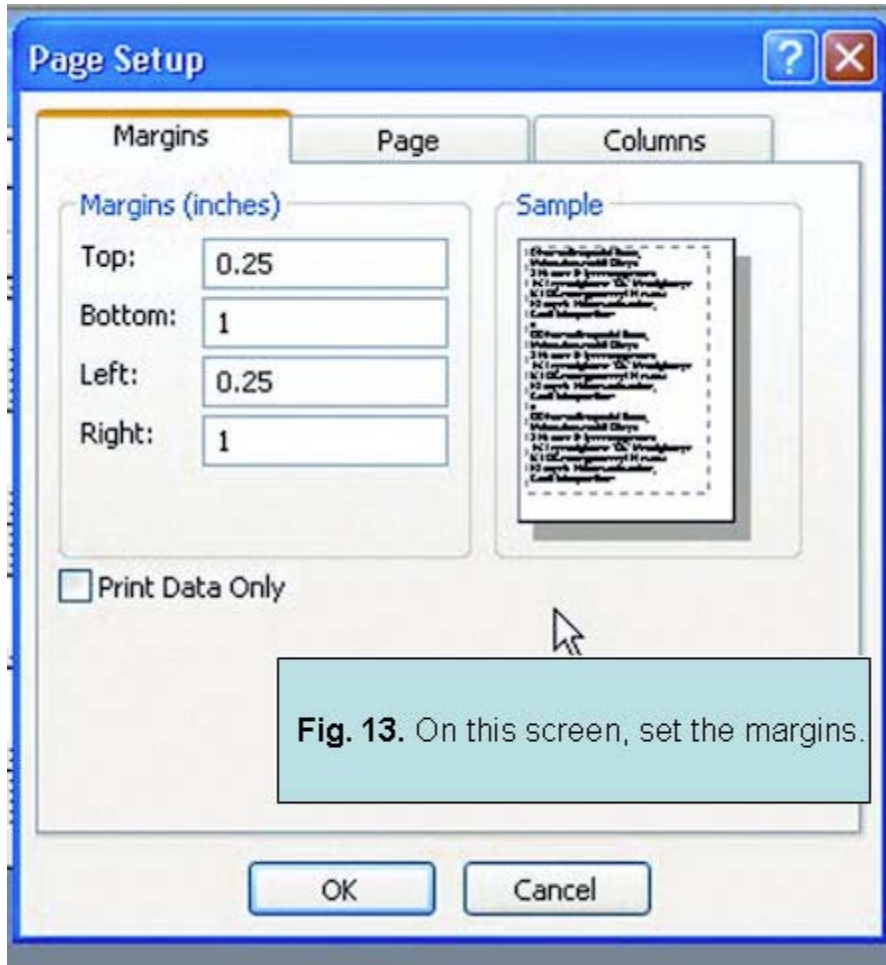 Page Setup
Margins
Page
Columns
Margins (inches)
Top: 0.25
Bottom: 1
Left: 0.25
Right: 1
Sample
Print Data Only
Fig. 13. On this screen, set the margins.
OK
Cancel